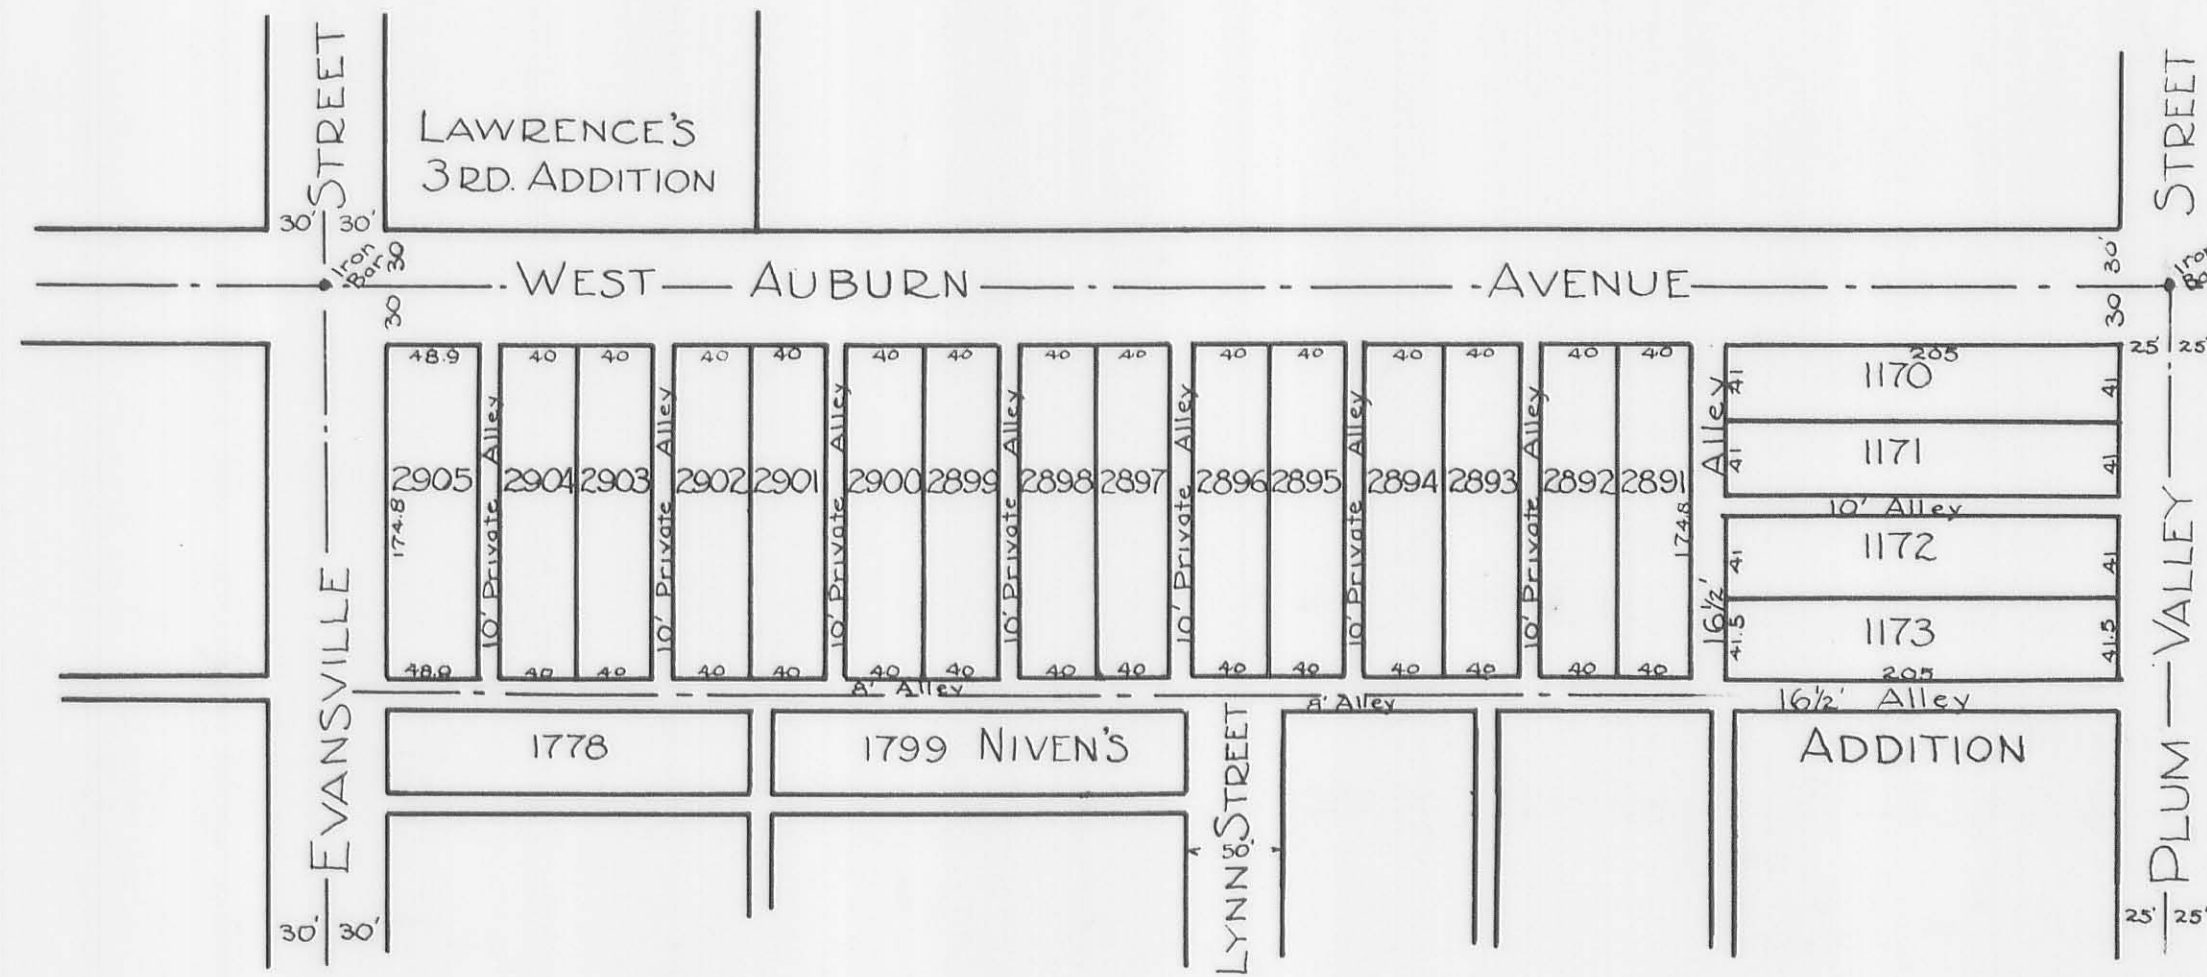 STREET
LAWRENCE'S
3RD. ADDITION
STREET
30' 30'
Iron
Bar
30
30'
Iron
WEST AUBURN AVENUE
30
30
48.9 40 40 40 40 40 40 40 40 40 40 40 40 40 40
205
25' 25'
1170
41 41
Alley
2905 2904 2903 2902 2901 2900 2899 2898 2897 2896 2895 2894 2893 2892 2891
1171
41 41
10' Private Alley
10' Private Alley
10' Private Alley
10' Private Alley
10' Private Alley
10' Private Alley
10' Private Alley
174.8
174.8
10' Alley
1172
41 41
16½'
1173
41.5 41.5
48.9 40 40 40 40 40 40 40 40 40 40 40 40 40 40
205
8' Alley
8' Alley
16½' Alley
1778
1799 NIVEN'S
ADDITION
EVANSVILLE
LYNN STREET
50'
PLUM VALLEY
30' 30'
25' 25'